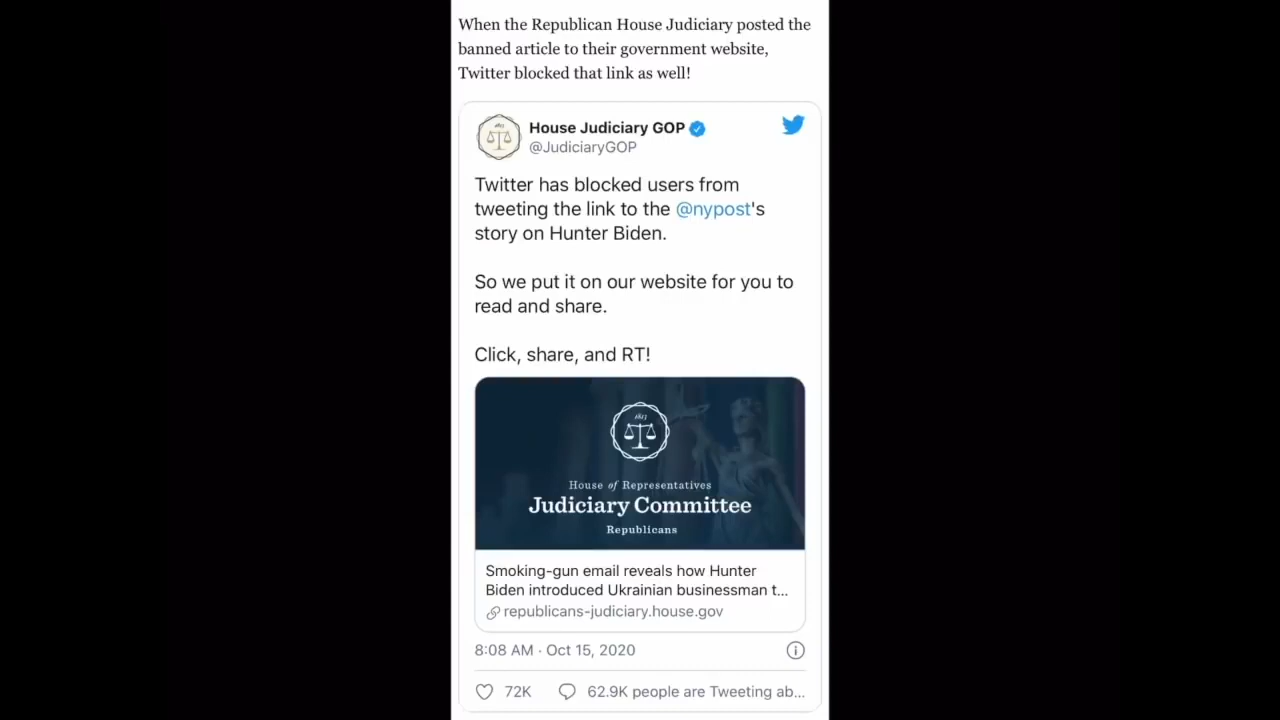 When the Republican House Judiciary posted the
banned article to their government website,
Twitter blocked that link as well!
House Judiciary GOP
@JudiciaryGOP
Twitter has blocked users from
tweeting the link to the @nypost's
story on Hunter Biden.
So we put it on our website for you to
read and share.
Click, share, and RT!
1813
House of Representatives
Judiciary Committee
Republicans
Smoking-gun email reveals how Hunter
Biden introduced Ukrainian businessman t...
republicans-judiciary.house.gov
8:08 AM · Oct 15, 2020
72K 62.9K people are Tweeting ab...